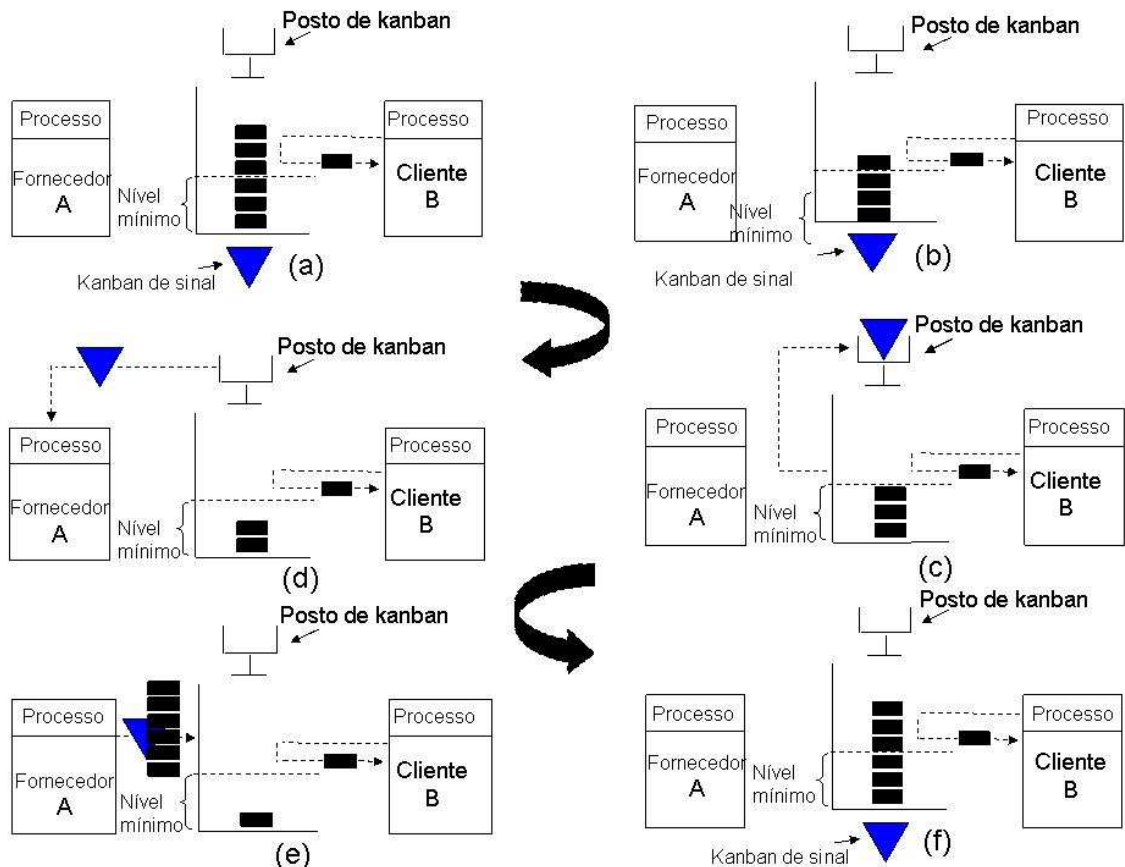 Posto de kanban
Processo
Fornecedor
A
Nível
mínimo
Processo
Cliente
B
Kanban de sinal
(a)
Posto de kanban
Processo
Fornecedor
A
Nível
mínimo
Processo
Cliente
B
Kanban de sinal
(b)
Posto de kanban
Processo
Fornecedor
A
Nível
mínimo
Processo
Cliente
B
(c)
Posto de kanban
Processo
Fornecedor
A
Nível
mínimo
Processo
Cliente
B
(d)
Posto de kanban
Processo
Fornecedor
A
Nível
mínimo
Processo
Cliente
B
(e)
Posto de kanban
Processo
Fornecedor
A
Nível
mínimo
Processo
Cliente
B
Kanban de sinal
(f)